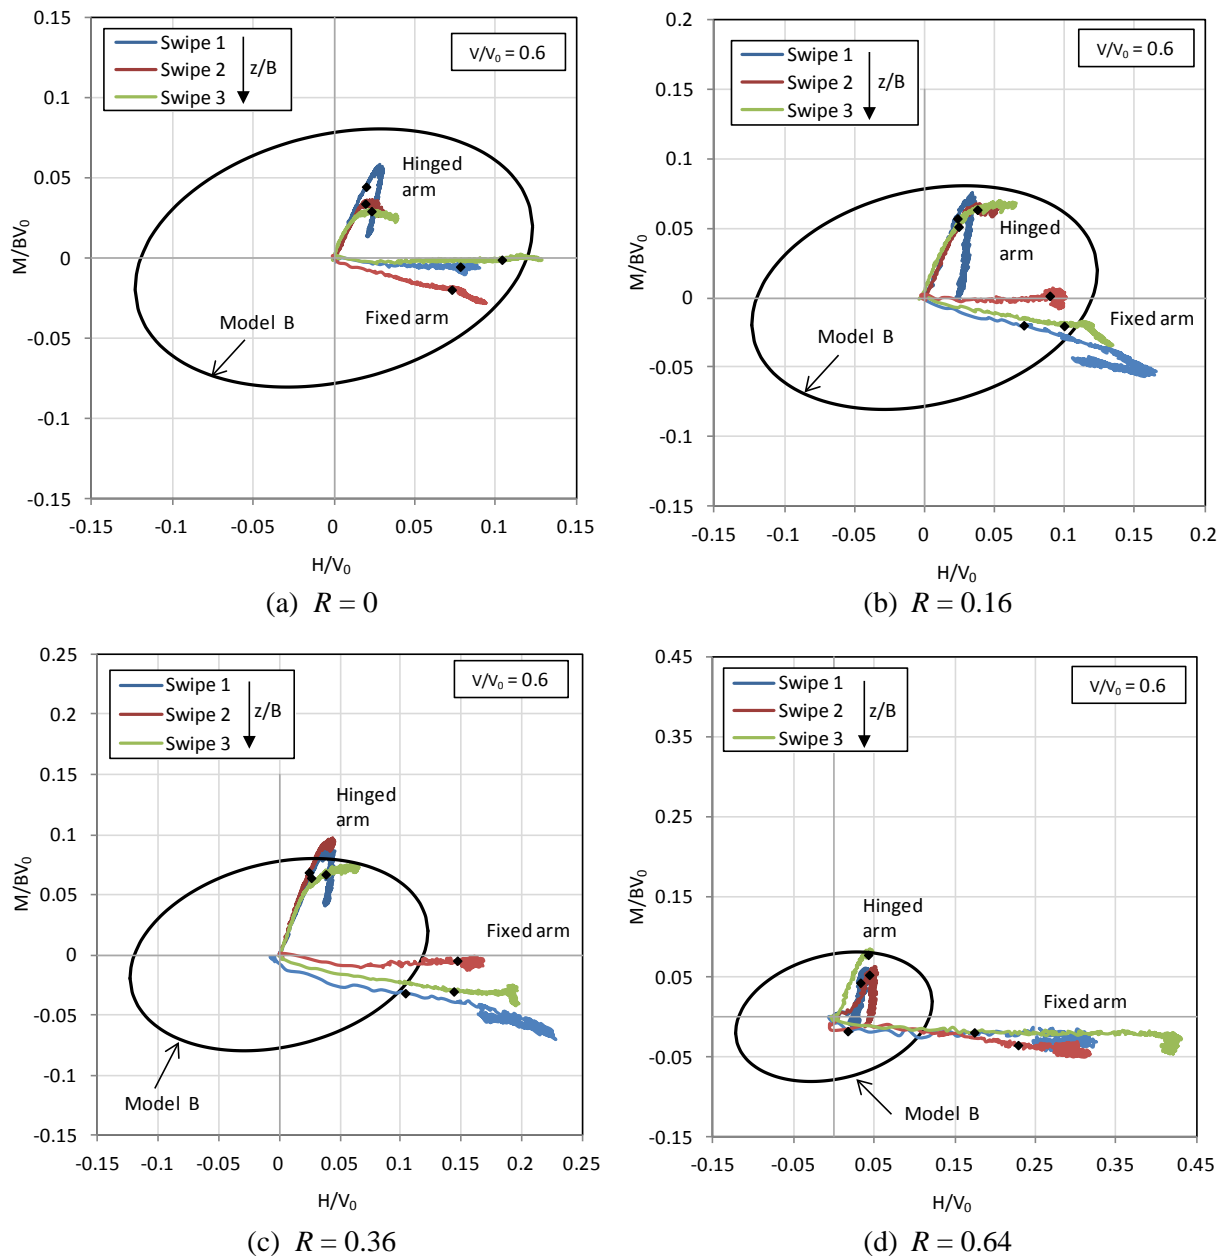 0.15
0.1
0.05
0
-0.05
-0.1
-0.15
M/BV₀
Swipe 1
Swipe 2
Swipe 3
z/B
V/V₀ = 0.6
Hinged
arm
Fixed arm
Model B
-0.15 -0.1 -0.05 0 0.05 0.1 0.15
H/V₀
(a) R = 0
0.2
0.15
0.1
0.05
0
-0.05
-0.1
-0.15
M/BV₀
Swipe 1
Swipe 2
Swipe 3
z/B
V/V₀ = 0.6
Hinged
arm
Fixed arm
Model B
-0.15 -0.1 -0.05 0 0.05 0.1 0.15 0.2
H/V₀
(b) R = 0.16
0.25
0.2
0.15
0.1
0.05
0
-0.05
-0.1
-0.15
M/BV₀
Swipe 1
Swipe 2
Swipe 3
z/B
V/V₀ = 0.6
Hinged
arm
Fixed arm
Model B
-0.15 -0.1 -0.05 0 0.05 0.1 0.15 0.2 0.25
H/V₀
(c) R = 0.36
0.45
0.35
0.25
0.15
0.05
-0.05
-0.15
M/BV₀
Swipe 1
Swipe 2
Swipe 3
z/B
V/V₀ = 0.6
Hinged
arm
Fixed arm
Model B
-0.15 -0.05 0.05 0.15 0.25 0.35 0.45
H/V₀
(d) R = 0.64